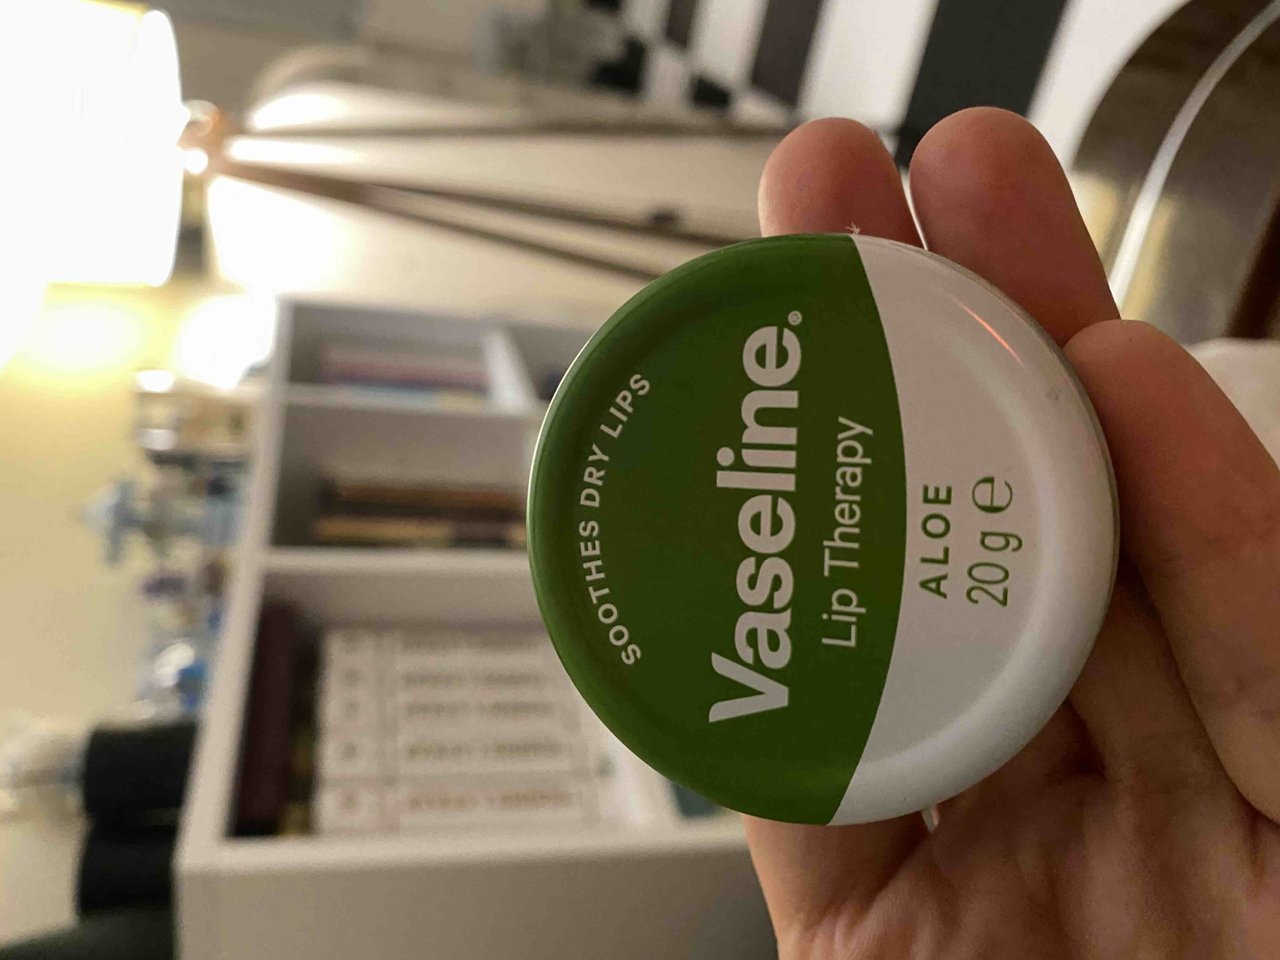 SOOTHES DRY LIPS
Vaseline®
Lip Therapy
ALOE
20 g ℮